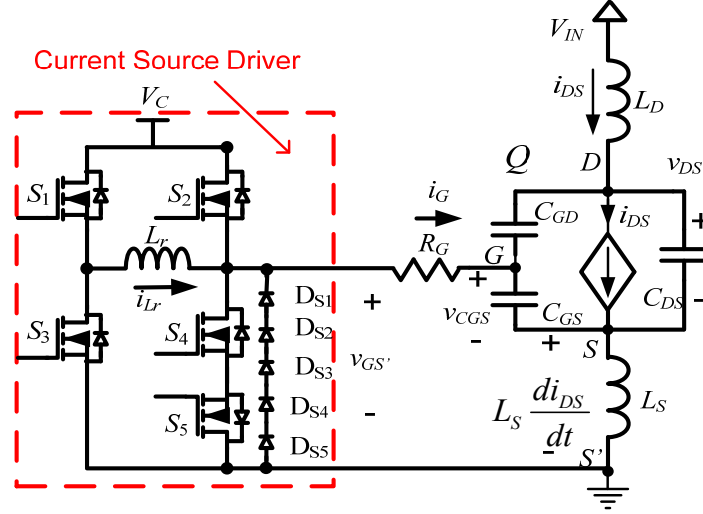 Current Source Driver
V_IN
V_C
i_DS
L_D
Q
D
v_DS
S_1
S_2
i_G
C_GD
i_DS
+
L_r
R_G
G
i_Lr
+
+
D_S1
v_CGS
C_GS
C_DS
-
S_3
S_4
D_S2
-
+
S
v_GS'
D_S3
S_5
D_S4
-
L_S di_DS/dt
L_S
D_S5
-
S'